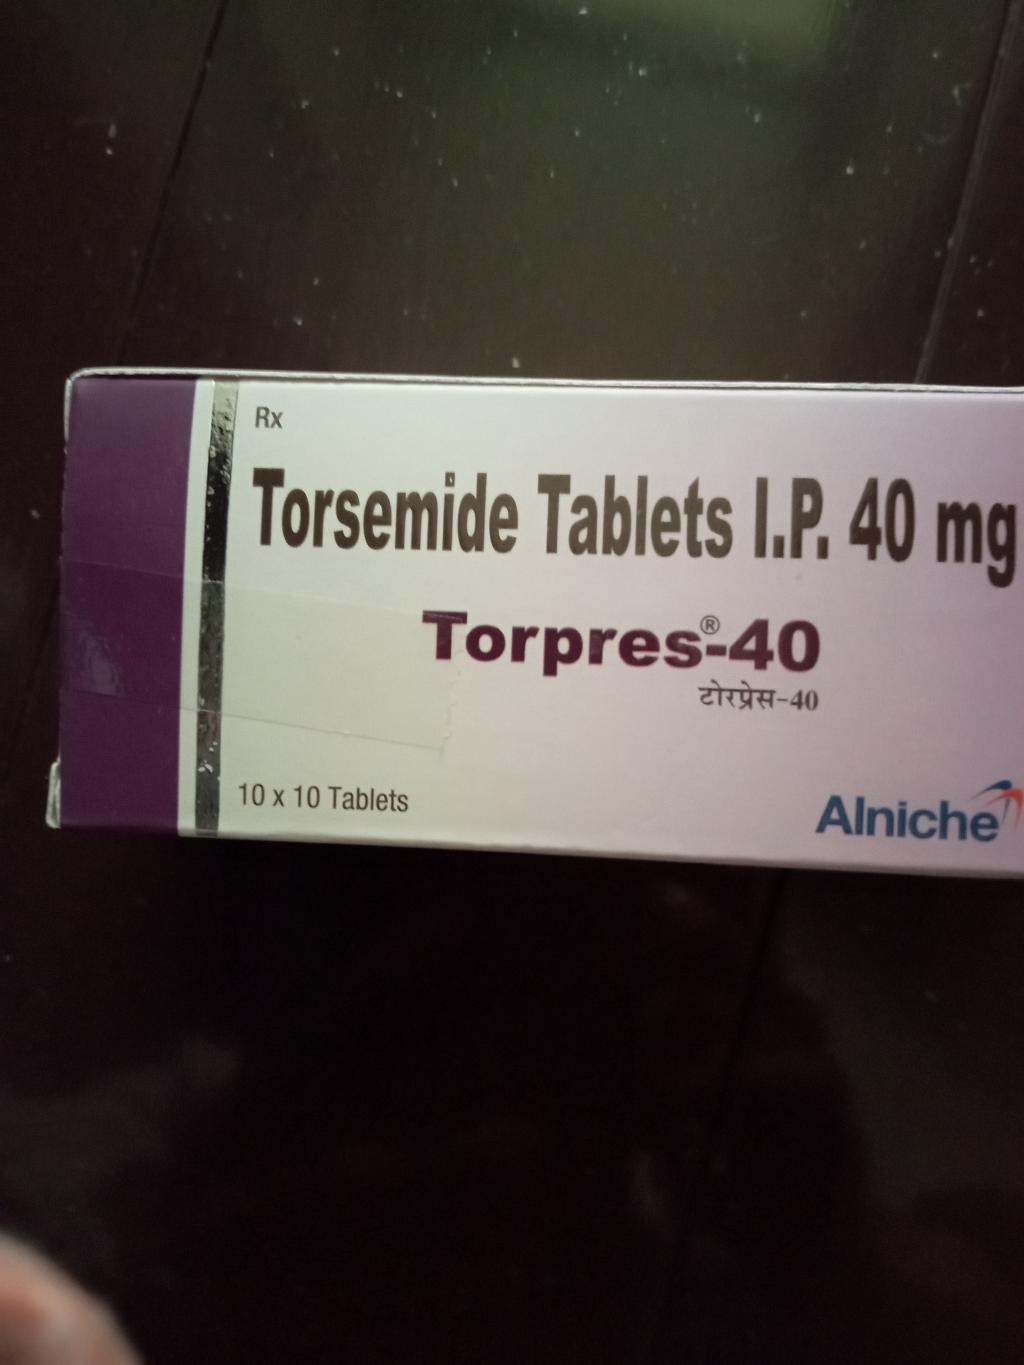 Rx
Torsemide Tablets I.P. 40 mg
Torpres®-40
टोरप्रेस-40
10 x 10 Tablets
Alniche